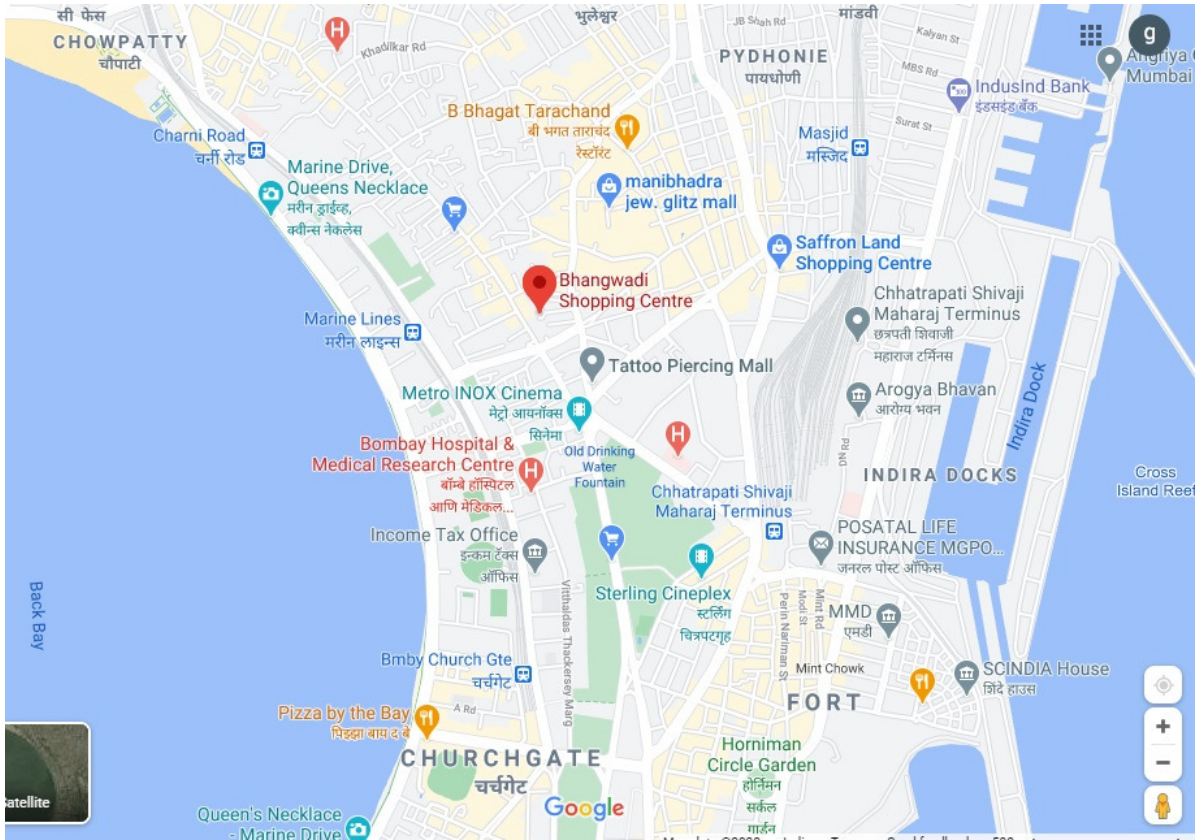 सी फेस
CHOWPATTY
चौपाटी
H
Khadilkar Rd
भुलेश्वर
JB Shah Rd
मांडवी
Kalyan St
PYDHONIE
पायधोणी
MBS Rd
g
Angriya
Mumbai
IndusInd Bank
इंडसइंड बँक
Surat St
B Bhagat Tarachand
बी भगत ताराचंद
रेस्टॉरंट
Charni Road
चर्नी रोड
Masjid
मस्जिद
Marine Drive,
Queens Necklace
मरीन ड्राईव्ह,
क्वीन्स नेकलेस
manibhadra
jew. glitz mall
Saffron Land
Shopping Centre
Bhangwadi
Shopping Centre
Chhatrapati Shivaji
Maharaj Terminus
छत्रपती शिवाजी
महाराज टर्मिनस
Marine Lines
मरीन लाइन्स
Tattoo Piercing Mall
Metro INOX Cinema
मेट्रो आयनॉक्स
सिनेमा
Arogya Bhavan
आरोग्य भवन
Indira Dock
Bombay Hospital &
Medical Research Centre
बॉम्बे हॉस्पिटल
आणि मेडिकल...
H
H
Old Drinking
Water
Fountain
DN Rd
INDIRA DOCKS
Cross
Island Reef
Chhatrapati Shivaji
Maharaj Terminus
Income Tax Office
इन्कम टॅक्स
ऑफिस
POSATAL LIFE
INSURANCE MGPO...
जनरल पोस्ट ऑफिस
Back Bay
Sterling Cineplex
स्टर्लिंग
चित्रपटगृह
Vitthaldas Thackersey Marg
Perin Nariman St
Modi St
Mint Rd
MMD
एमडी
Bmby Church Gte
चर्चगेट
Mint Chowk
SCINDIA House
शिंदे हाउस
A Rd
FORT
Pizza by the Bay
पिझ्झा बाय द बे
CHURCHGATE
चर्चगेट
Horniman
Circle Garden
होर्निमन
सर्कल
गार्डन
Satellite
Google
Queen's Necklace
- Marine Drive